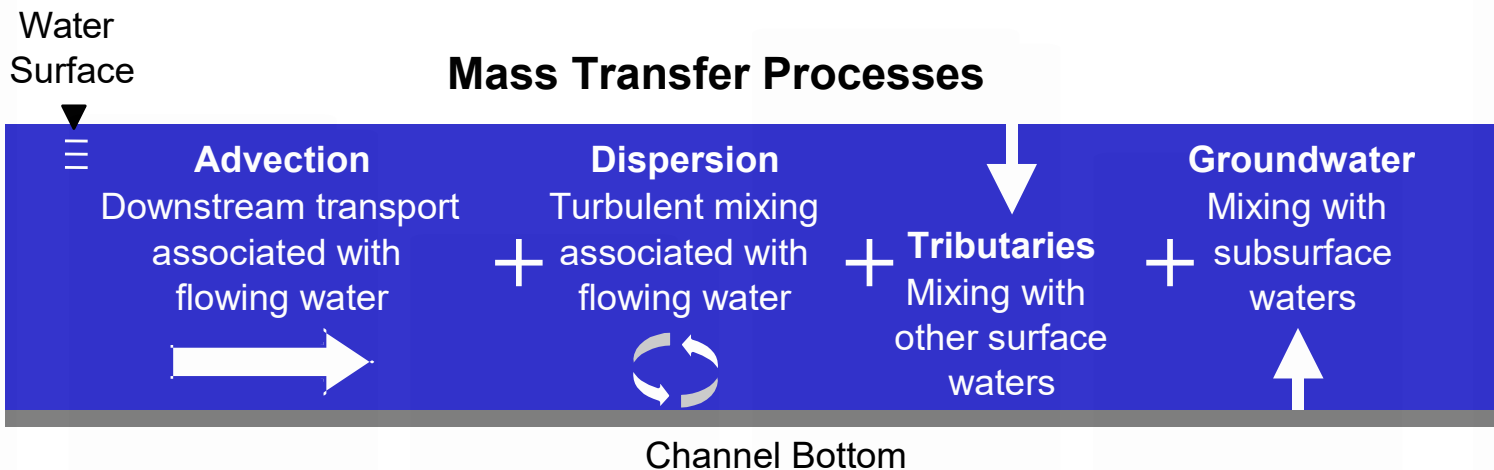 Water
Surface
Mass Transfer Processes
Advection
Downstream transport
associated with
flowing water
+
Dispersion
Turbulent mixing
associated with
flowing water
+
Tributaries
Mixing with
other surface
waters
+
Groundwater
Mixing with
subsurface
waters
Channel Bottom